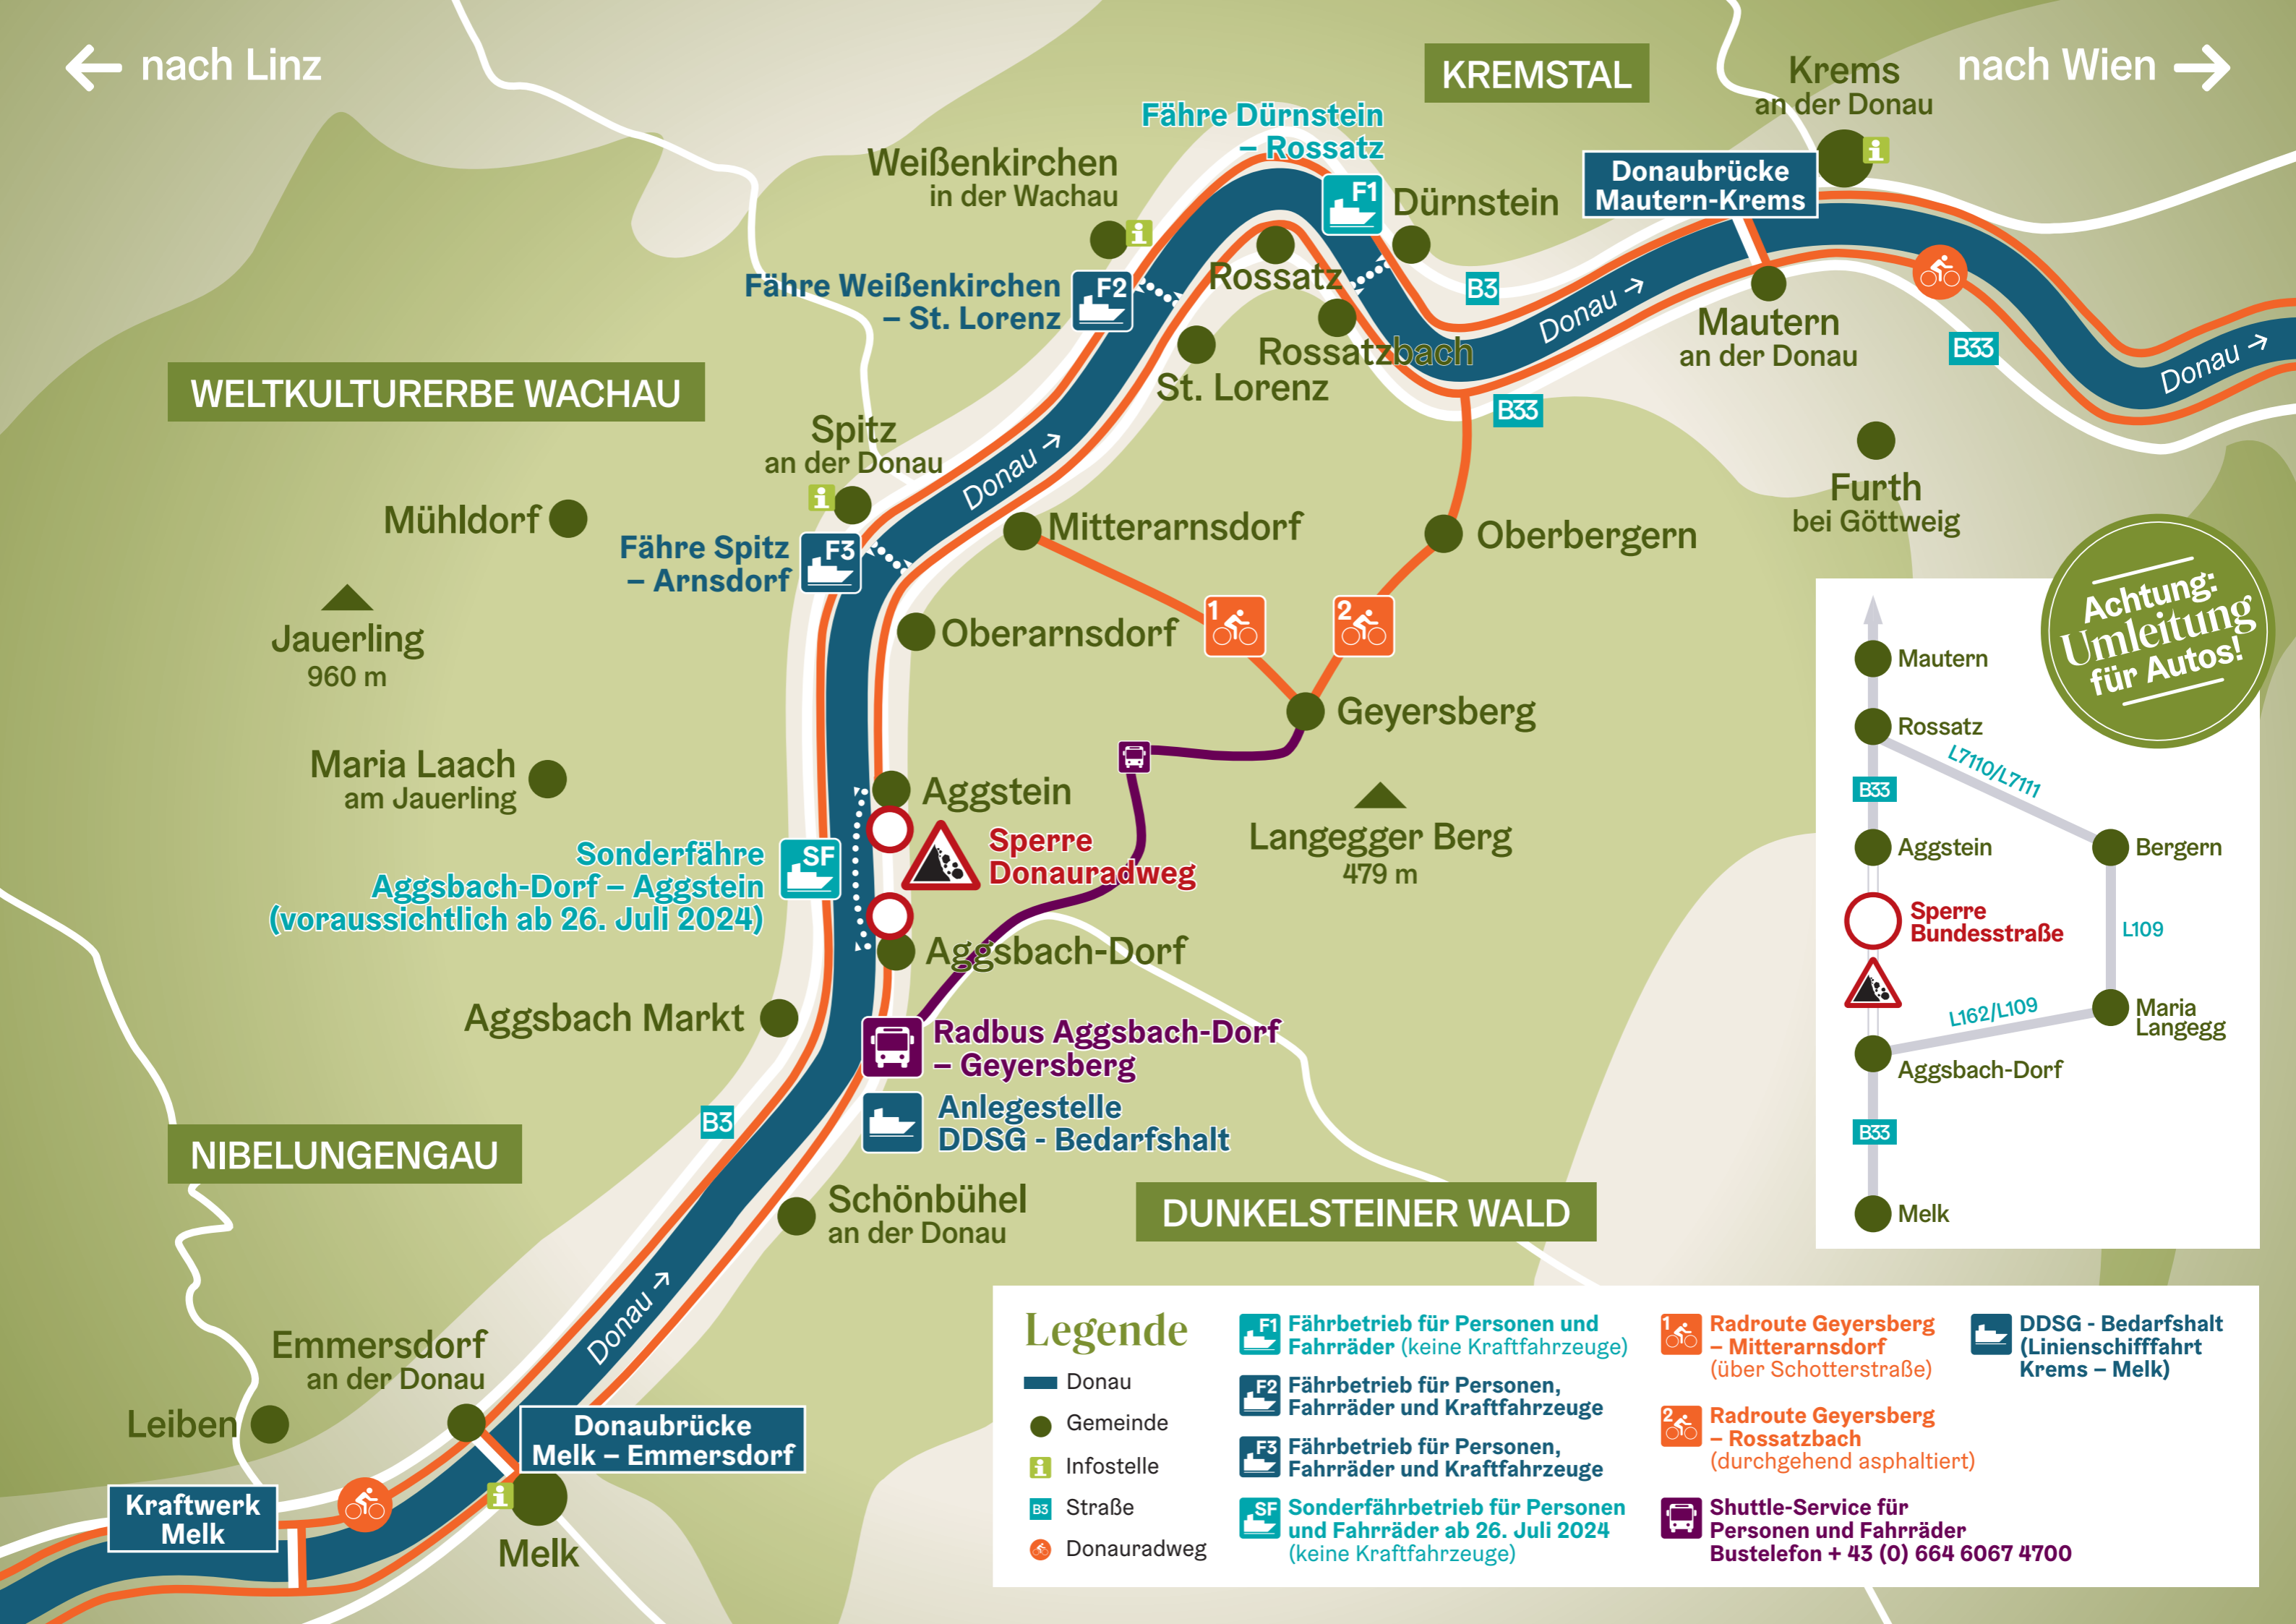 ← nach Linz
KREMSTAL
Krems
an der Donau
nach Wien →
Fähre Dürnstein
– Rossatz
F1
Dürnstein
Donaubrücke
Mautern-Krems
Weißenkirchen
in der Wachau
Fähre Weißenkirchen
– St. Lorenz
F2
Rossatz
Rossatzbach
St. Lorenz
B3
Donau →
Mautern
an der Donau
B33
Donau →
B33
Furth
bei Göttweig
WELTKULTURERBE WACHAU
Spitz
an der Donau
Donau →
Mühldorf
Fähre Spitz
– Arnsdorf
F3
Mitterarnsdorf
Oberbergern
Jauerling
960 m
Oberarnsdorf
1
2
Geyersberg
Maria Laach
am Jauerling
Aggstein
Sperre
Donauradweg
Langegger Berg
479 m
Sonderfähre
Aggsbach-Dorf – Aggstein
(voraussichtlich ab 26. Juli 2024)
SF
Aggsbach-Dorf
Aggsbach Markt
Radbus Aggsbach-Dorf
– Geyersberg
Anlegestelle
DDSG - Bedarfshalt
B3
NIBELUNGENGAU
Schönbühel
an der Donau
DUNKELSTEINER WALD
Donau →
Emmersdorf
an der Donau
Leiben
Donaubrücke
Melk – Emmersdorf
Kraftwerk
Melk
Melk
Achtung:
Umleitung
für Autos!
Mautern
Rossatz
L7110/L7111
B33
Aggstein
Bergern
Sperre
Bundesstraße
L109
L162/L109
Maria
Langegg
Aggsbach-Dorf
B33
Melk
Legende
Donau
Gemeinde
Infostelle
B3 Straße
Donauradweg
F1 Fährbetrieb für Personen und
Fahrräder (keine Kraftfahrzeuge)
F2 Fährbetrieb für Personen,
Fahrräder und Kraftfahrzeuge
F3 Fährbetrieb für Personen,
Fahrräder und Kraftfahrzeuge
SF Sonderfährbetrieb für Personen
und Fahrräder ab 26. Juli 2024
(keine Kraftfahrzeuge)
1 Radroute Geyersberg
– Mitterarnsdorf
(über Schotterstraße)
2 Radroute Geyersberg
– Rossatzbach
(durchgehend asphaltiert)
Shuttle-Service für
Personen und Fahrräder
Bustelefon + 43 (0) 664 6067 4700
DDSG - Bedarfshalt
(Linienschifffahrt
Krems – Melk)